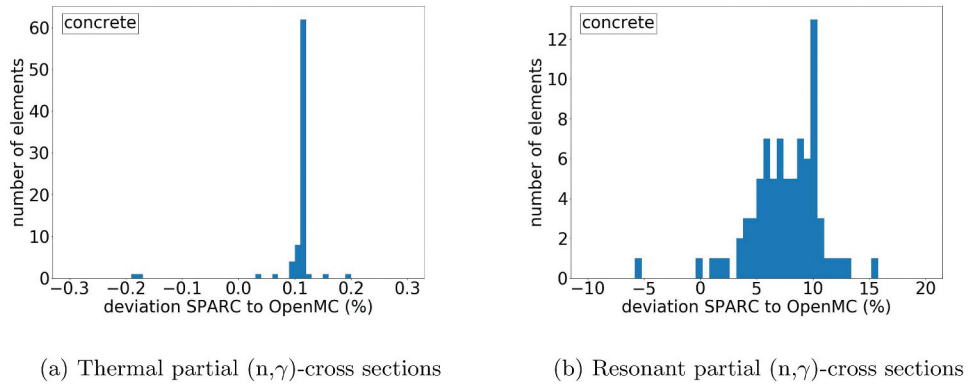 concrete
number of elements
60
50
40
30
20
10
0
−0.3 −0.2 −0.1 0.0 0.1 0.2 0.3
deviation SPARC to OpenMC (%)
(a) Thermal partial (n,γ)-cross sections
concrete
number of elements
12
10
8
6
4
2
0
−10 −5 0 5 10 15 20
deviation SPARC to OpenMC (%)
(b) Resonant partial (n,γ)-cross sections